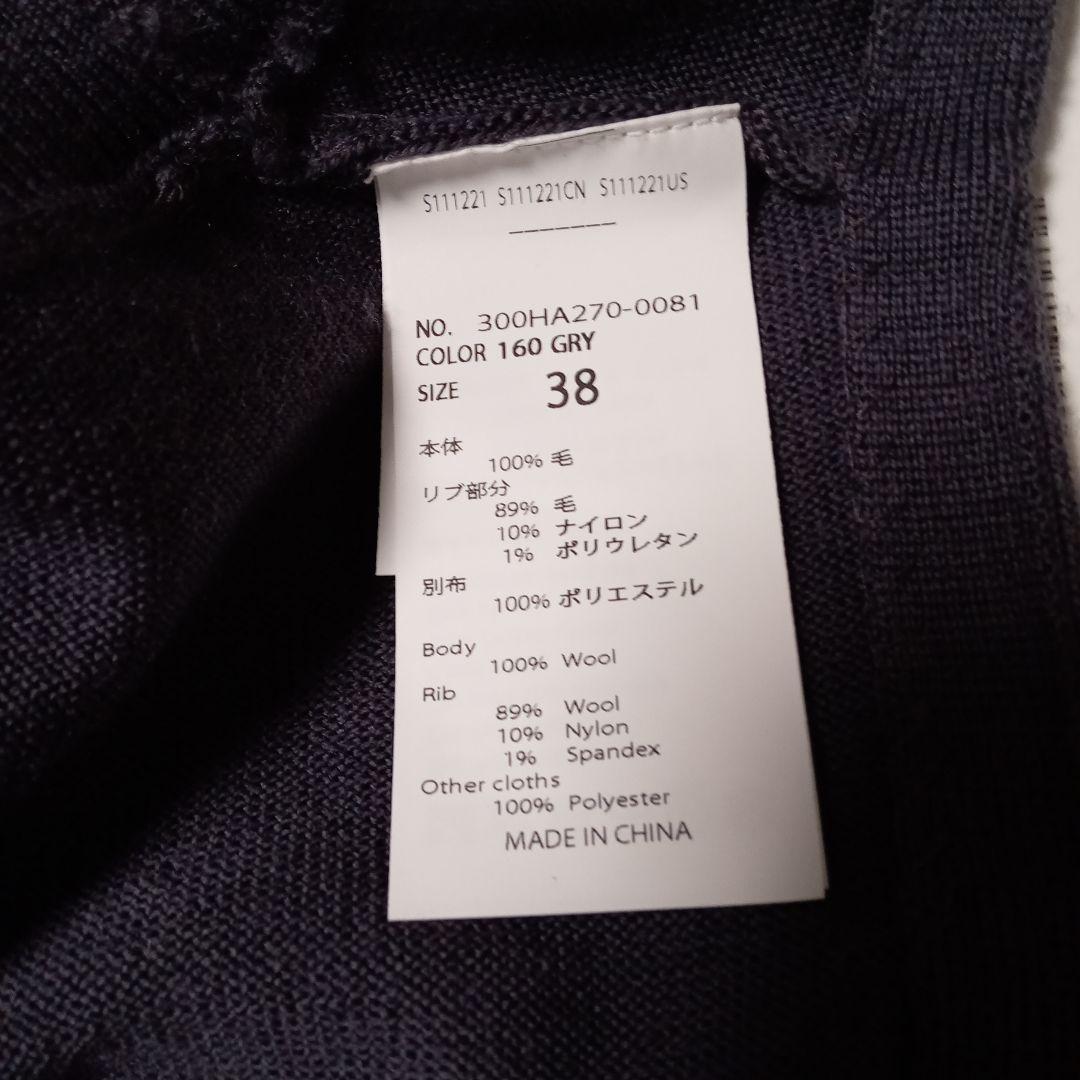 S111221 S111221CN S111221US
_______
NO. 300HA270-0081
COLOR 160 GRY
SIZE 38
本体
100% 毛
リブ部分
89% 毛
10% ナイロン
1% ポリウレタン
別布
100% ポリエステル
Body
100% Wool
Rib
89% Wool
10% Nylon
1% Spandex
Other cloths
100% Polyester
MADE IN CHINA